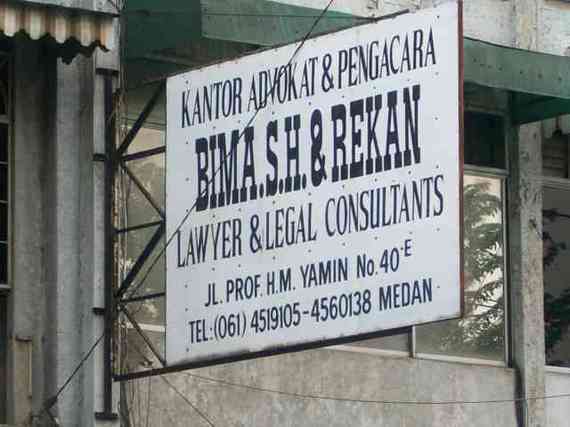 KANTOR ADVOKAT & PENGACARA
BIMA.S.H. & REKAN
LAWYER & LEGAL CONSULTANTS
JL. PROF. H.M. YAMIN No. 40-E
TEL: (061) 4519105-4560138 MEDAN